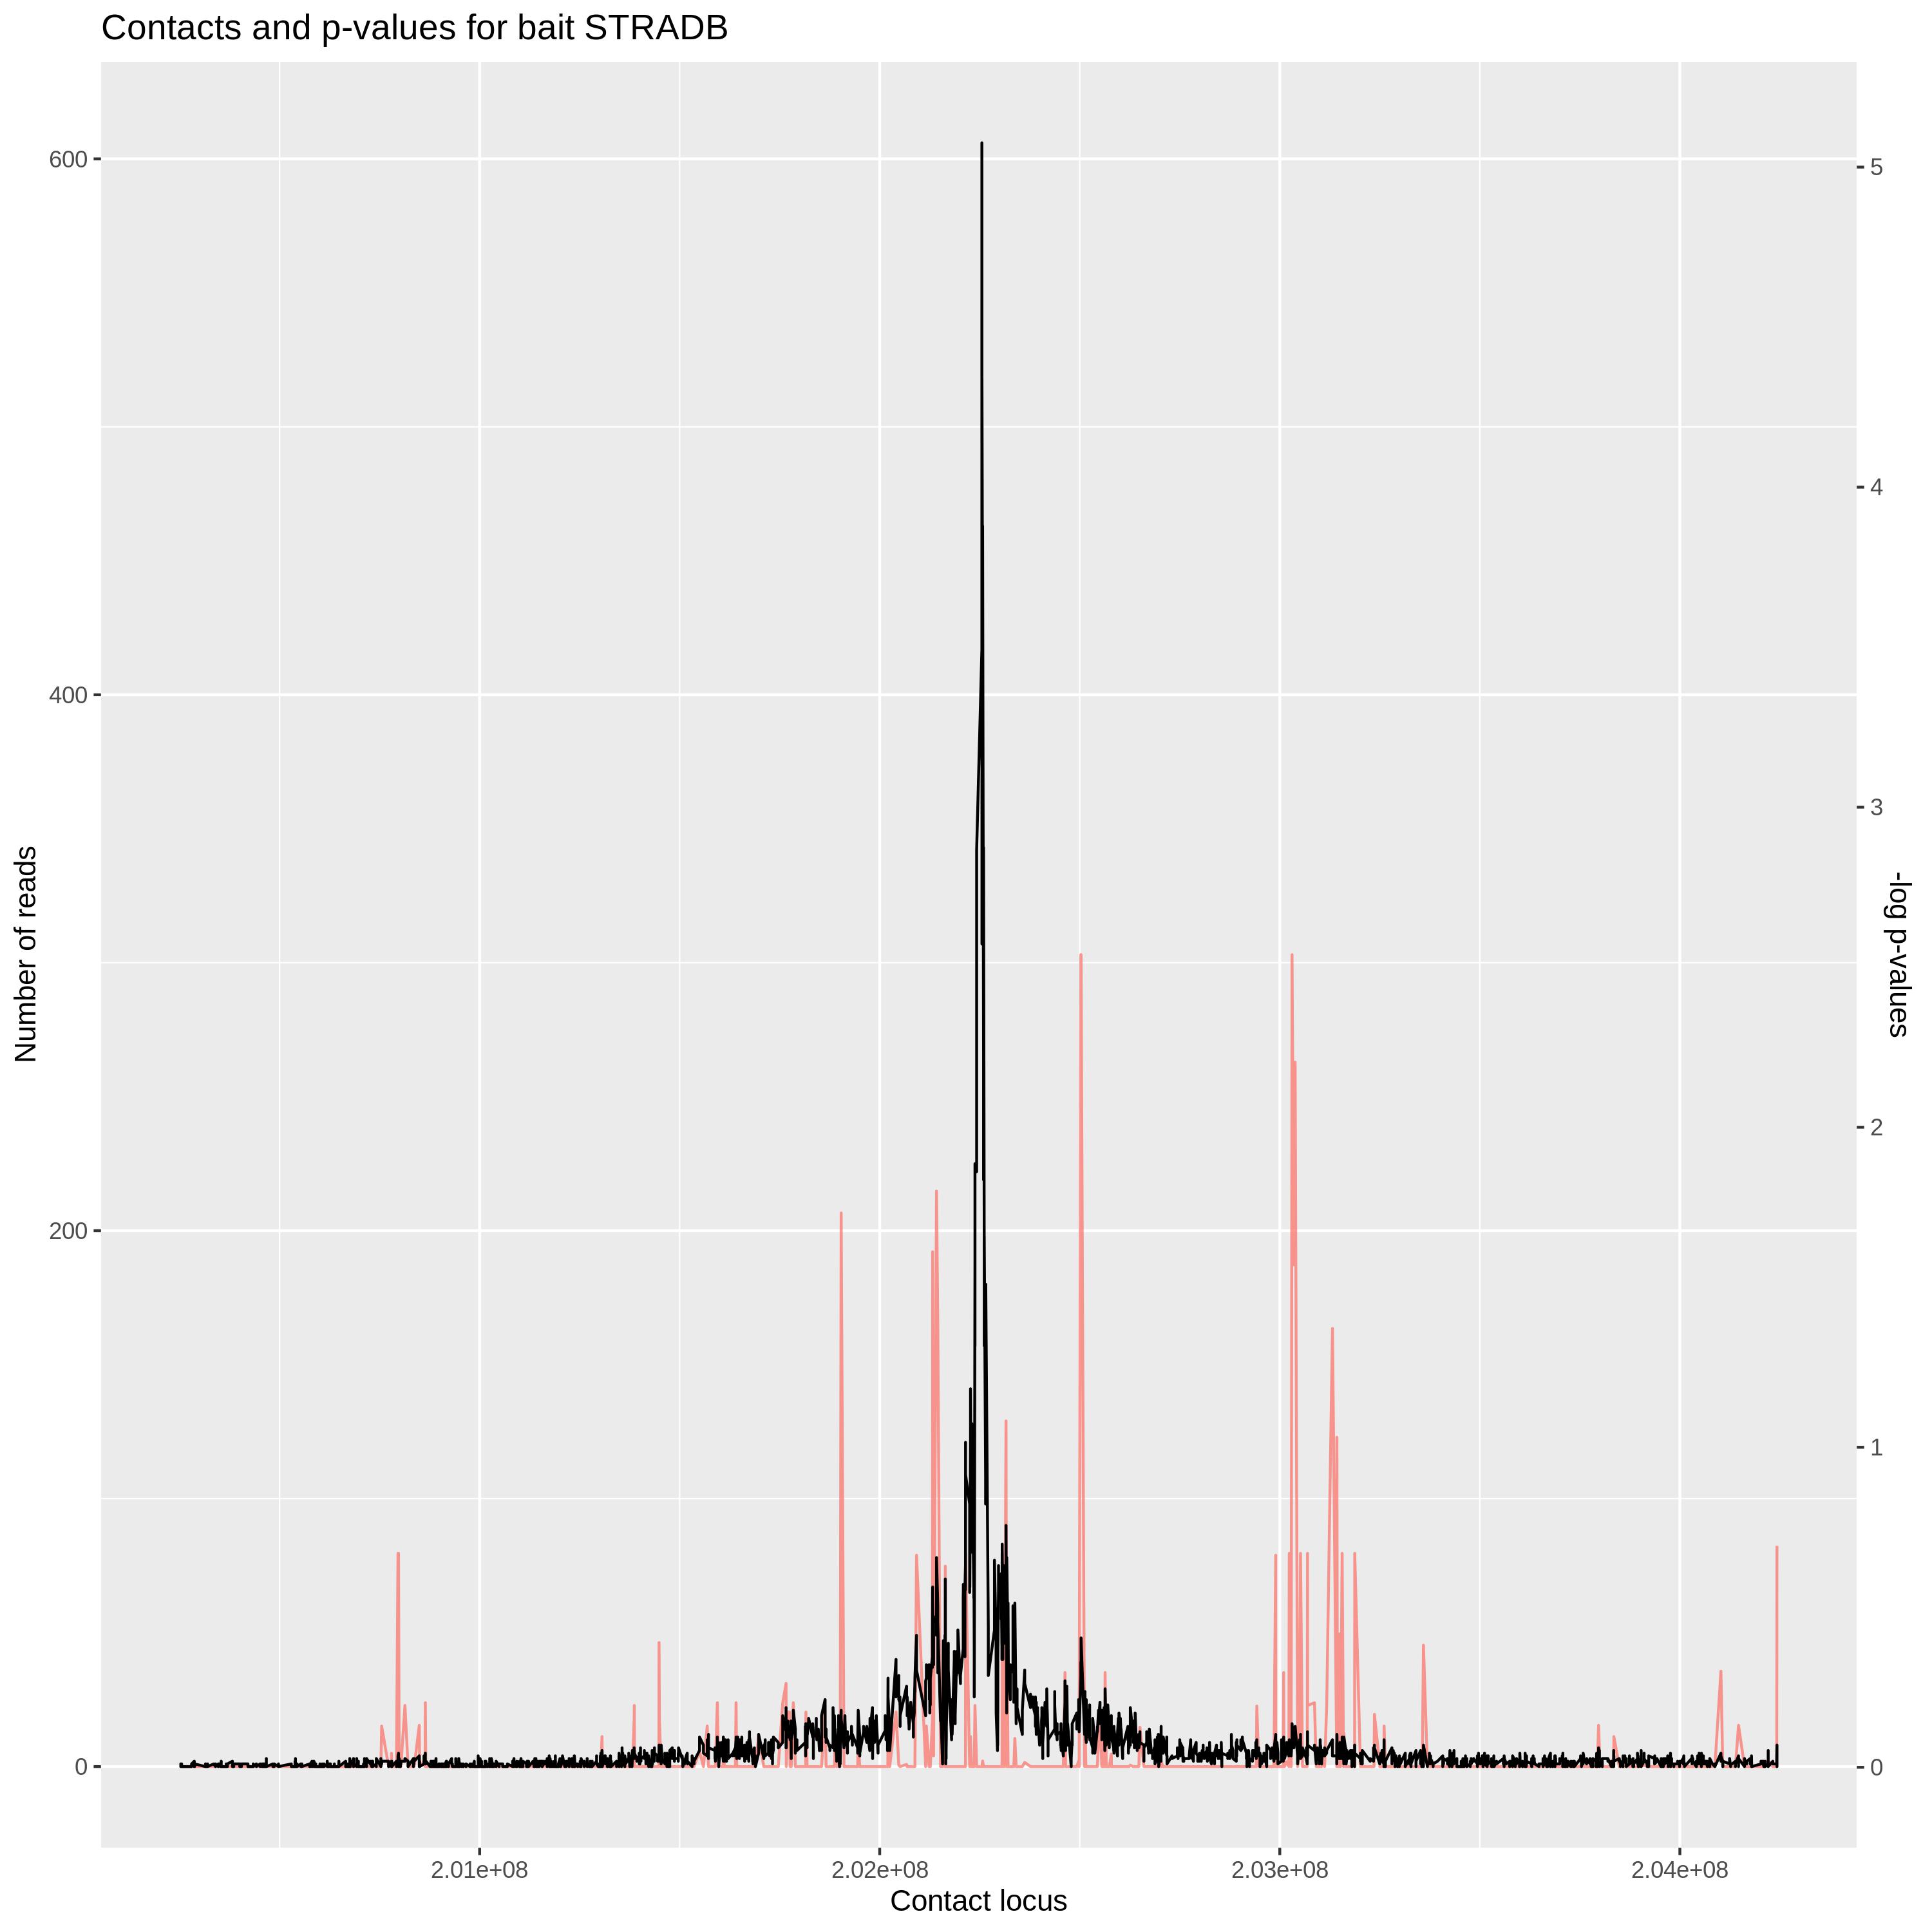 Contacts and p-values for bait STRADB
600
400
200
0
Number of reads
5
4
3
2
1
0
-log p-values
2.01e+08
2.02e+08
2.03e+08
2.04e+08
Contact locus